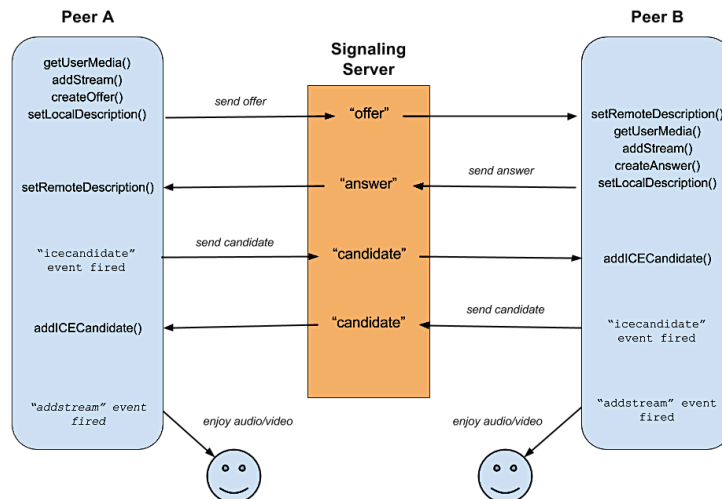 Peer A
Peer B
Signaling
Server
getUserMedia()
addStream()
createOffer()
setLocalDescription()
send offer
"offer"
setRemoteDescription()
getUserMedia()
addStream()
createAnswer()
setLocalDescription()
send answer
"answer"
setRemoteDescription()
"icecandidate"
event fired
send candidate
"candidate"
addICECandidate()
send candidate
"icecandidate"
event fired
"candidate"
addICECandidate()
"addstream" event
fired
enjoy audio/video
enjoy audio/video
"addstream" event
fired